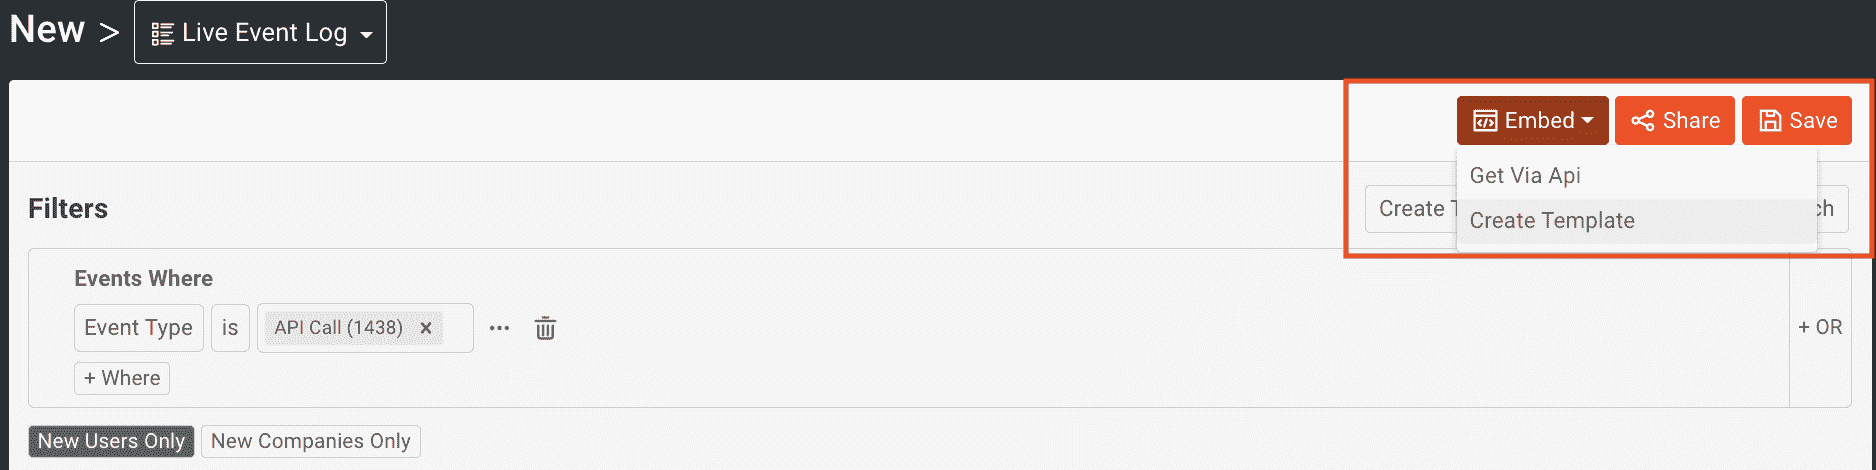 New > Live Event Log
Embed Share Save
Get Via Api
Filters
Create
Create Template
Events Where
Event Type is API Call (1438) x
+ OR
+ Where
New Users Only New Companies Only